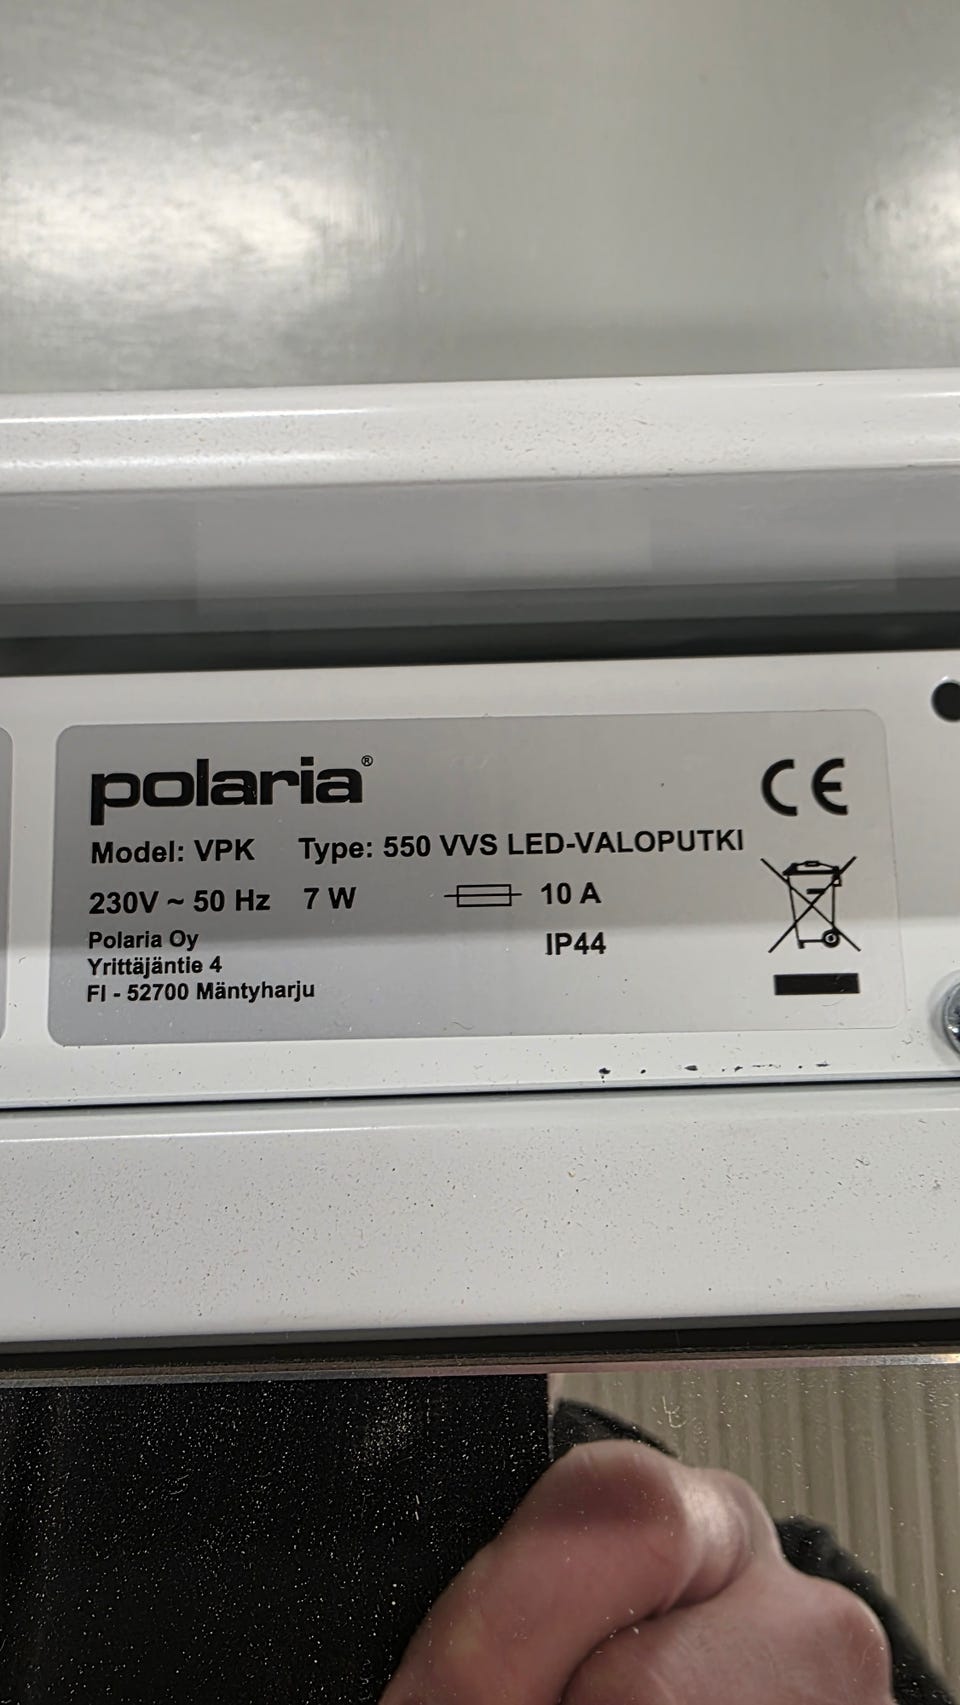 polaria®
Model: VPK Type: 550 VVS LED-VALOPUTKI
230V ~ 50 Hz 7 W 10 A
Polaria Oy IP44
Yrittäjäntie 4
FI - 52700 Mäntyharju
CE